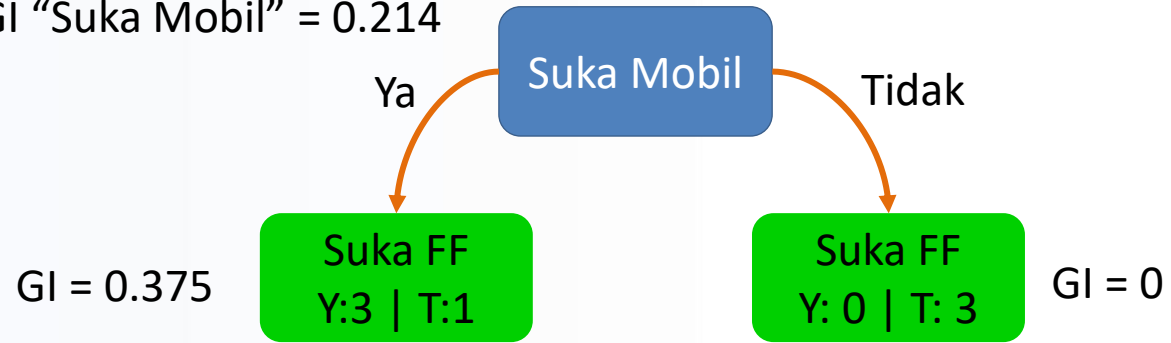 GI “Suka Mobil” = 0.214
Suka Mobil
Ya
Tidak
Suka FF
Y:3 | T:1
GI = 0.375
Suka FF
Y: 0 | T: 3
GI = 0